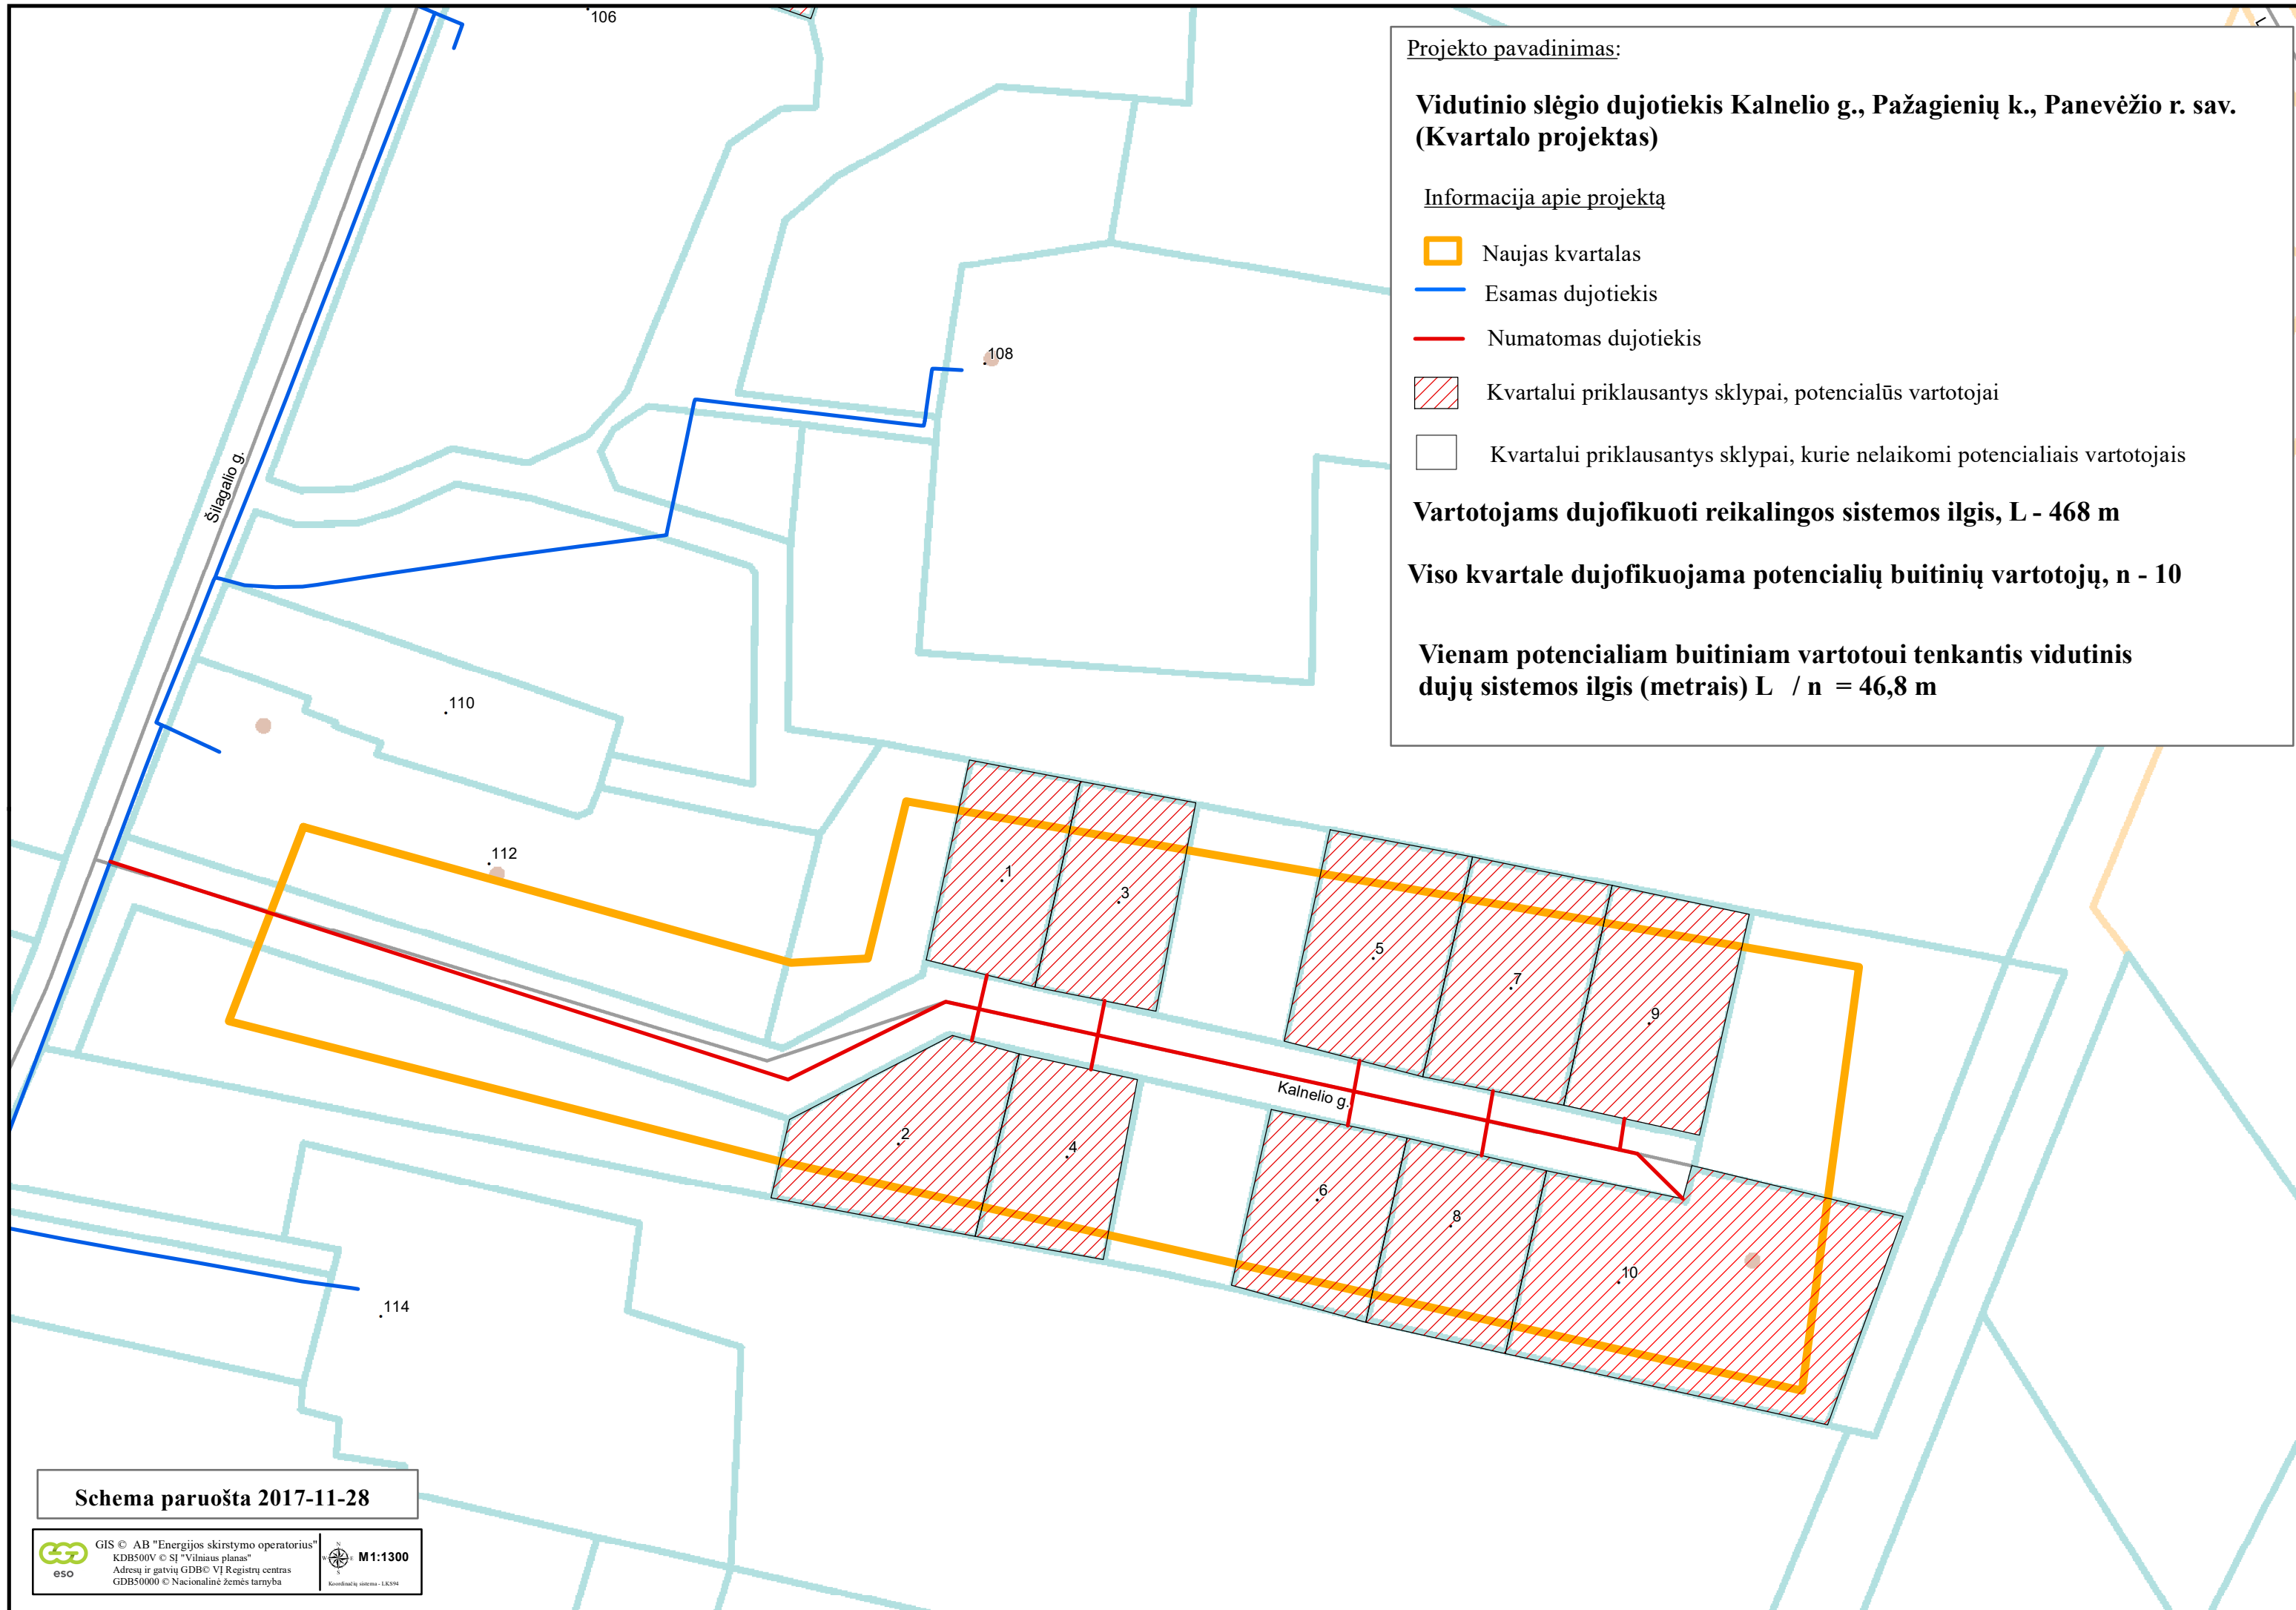 106
L
Projekto pavadinimas:
Vidutinio slėgio dujotiekis Kalnelio g., Pažagienių k., Panevėžio r. sav.
(Kvartalo projektas)
Informacija apie projektą
Naujas kvartalas
Esamas dujotiekis
Numatomas dujotiekis
Kvartalui priklausantys sklypai, potencialūs vartotojai
Kvartalui priklausantys sklypai, kurie nelaikomi potencialiais vartotojais
Vartotojams dujofikuoti reikalingos sistemos ilgis, L - 468 m
Viso kvartale dujofikuojama potencialių buitinių vartotojų, n - 10
Vienam potencialiam buitiniam vartotoui tenkantis vidutinis
dujų sistemos ilgis (metrais) L / n = 46,8 m
108
Šilagalio g.
110
112
1
3
5
7
9
Kalnelio g.
2
4
6
8
10
114
Schema paruošta 2017-11-28
eso
GIS © AB "Energijos skirstymo operatorius"
KDB500V © SĮ "Vilniaus planas"
Adresų ir gatvių GDB© VĮ Registrų centras
GDB50000 © Nacionalinė žemės tarnyba
N
W
E
S
M1:1300
Koordinačių sistema - LKS94